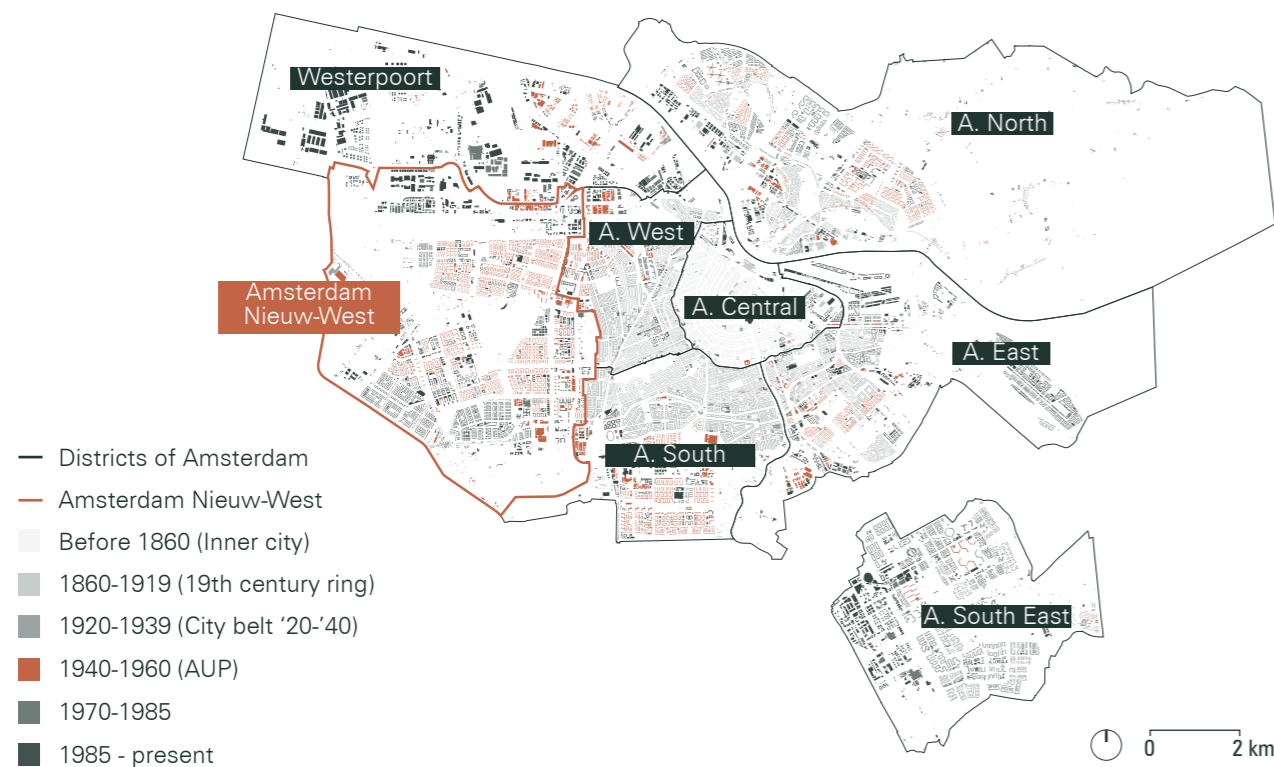 Westerpoort
A. North
A. West
Amsterdam
Nieuw-West
A. Central
A. East
A. South
A. South East
Districts of Amsterdam
Amsterdam Nieuw-West
Before 1860 (Inner city)
1860-1919 (19th century ring)
1920-1939 (City belt ‘20-’40)
1940-1960 (AUP)
1970-1985
1985 - present
0 2 km